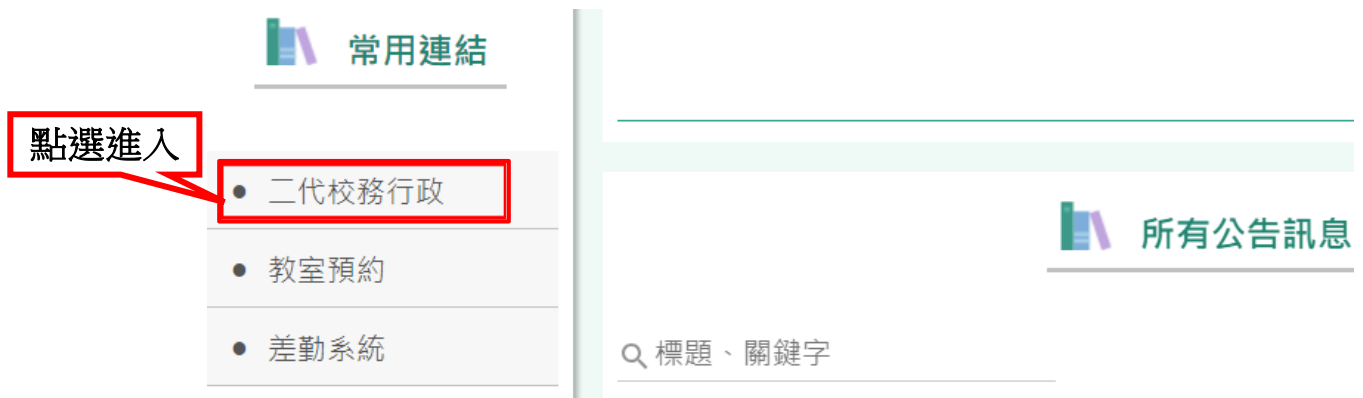 常用連結
點選進入
二代校務行政
教室預約
差勤系統
所有公告訊息
標題、關鍵字